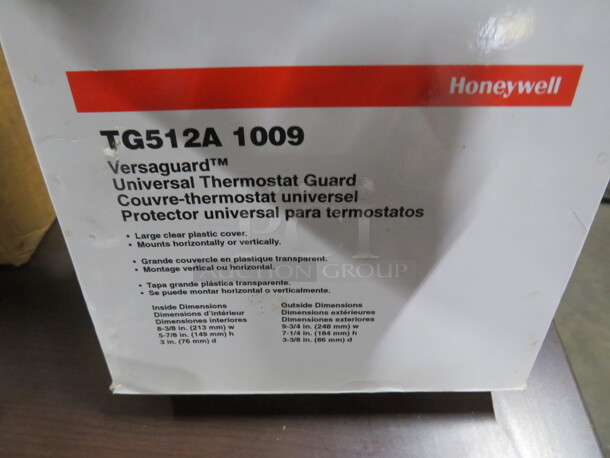 Honeywell
TG512A 1009
Versaguard™
Universal Thermostat Guard
Couvre-thermostat universel
Protector universal para termostatos
• Large clear plastic cover.
• Mounts horizontally or vertically.
• Grande couvercle en plastique transparent.
• Montage vertical ou horizontal.
• Tapa grande plástica transparente.
• Se puede montar horizontal o verticalmente.
Inside Dimensions
Dimensions d'intérieur
Dimensiones interiores
8-3/8 in. (213 mm) w
5-7/8 in. (149 mm) h
3 in. (76 mm) d
Outside Dimensions
Dimensions extérieures
Dimensiones exteriores
9-3/4 in. (248 mm) w
7-1/4 in. (184 mm) h
3-3/8 in. (86 mm) d
AUCTION GROUP